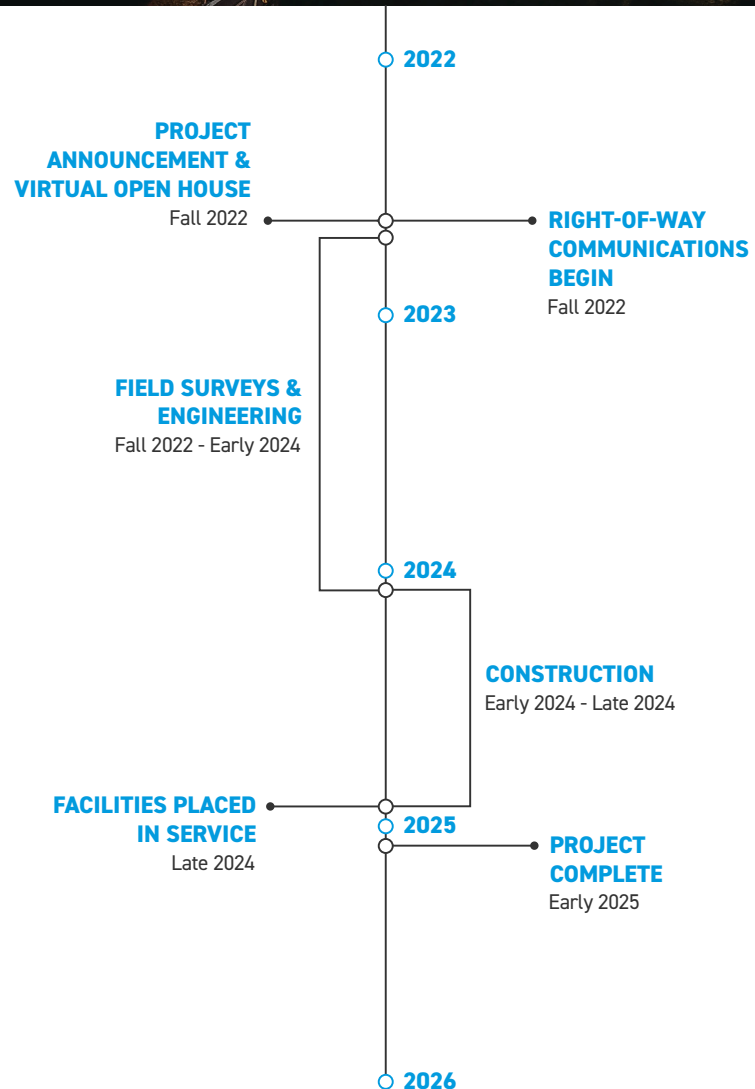 2022
PROJECT
ANNOUNCEMENT &
VIRTUAL OPEN HOUSE
Fall 2022
RIGHT-OF-WAY
COMMUNICATIONS
BEGIN
Fall 2022
2023
FIELD SURVEYS &
ENGINEERING
Fall 2022 - Early 2024
2024
CONSTRUCTION
Early 2024 - Late 2024
FACILITIES PLACED
IN SERVICE
Late 2024
2025
PROJECT
COMPLETE
Early 2025
2026